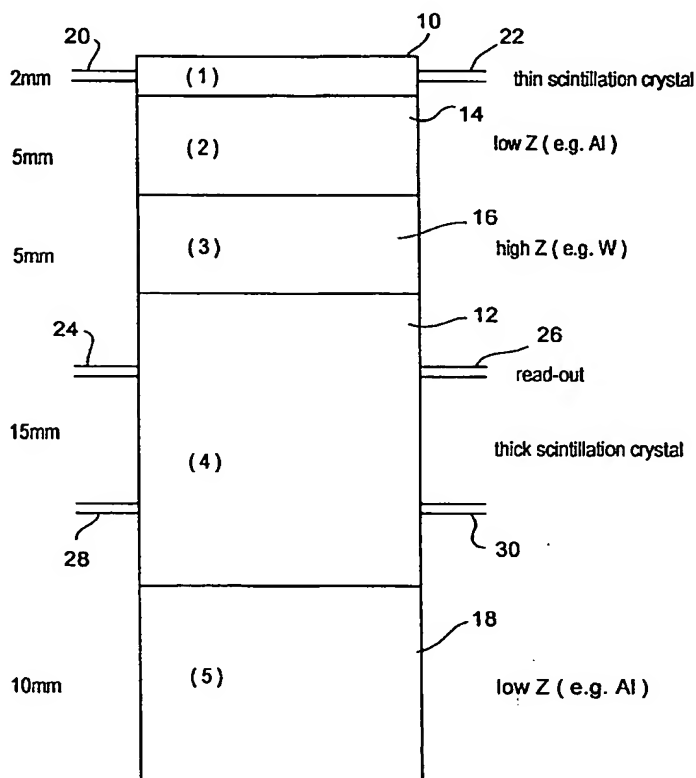 10
20
22
2mm
(1)
thin scintillation crystal
14
5mm
(2)
low Z ( e.g. Al )
16
5mm
(3)
high Z ( e.g. W )
12
24
26
read-out
15mm
(4)
thick scintillation crystal
28
30
18
10mm
(5)
low Z ( e.g. Al )